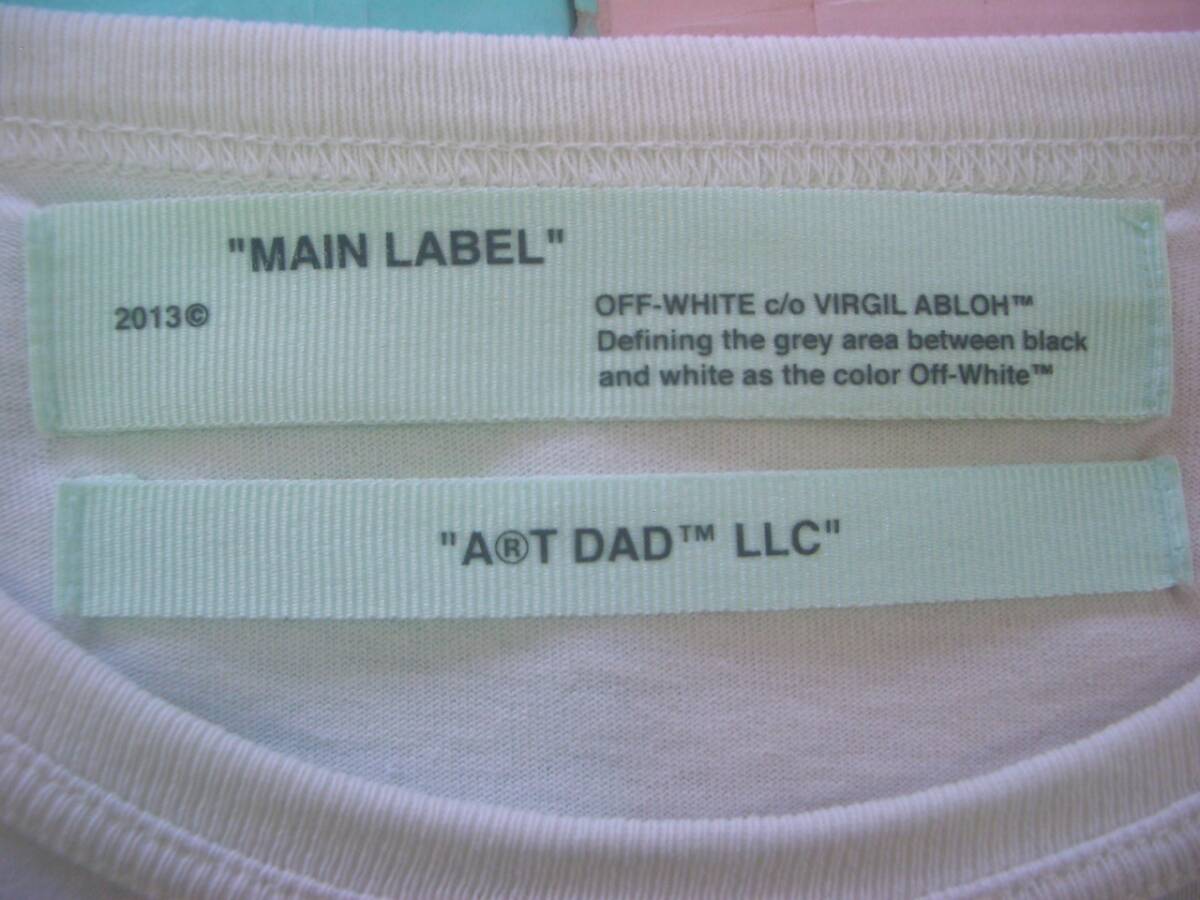 "MAIN LABEL"
2013©
OFF-WHITE c/o VIRGIL ABLOH™
Defining the grey area between black
and white as the color Off-White™
"A®T DAD™ LLC"